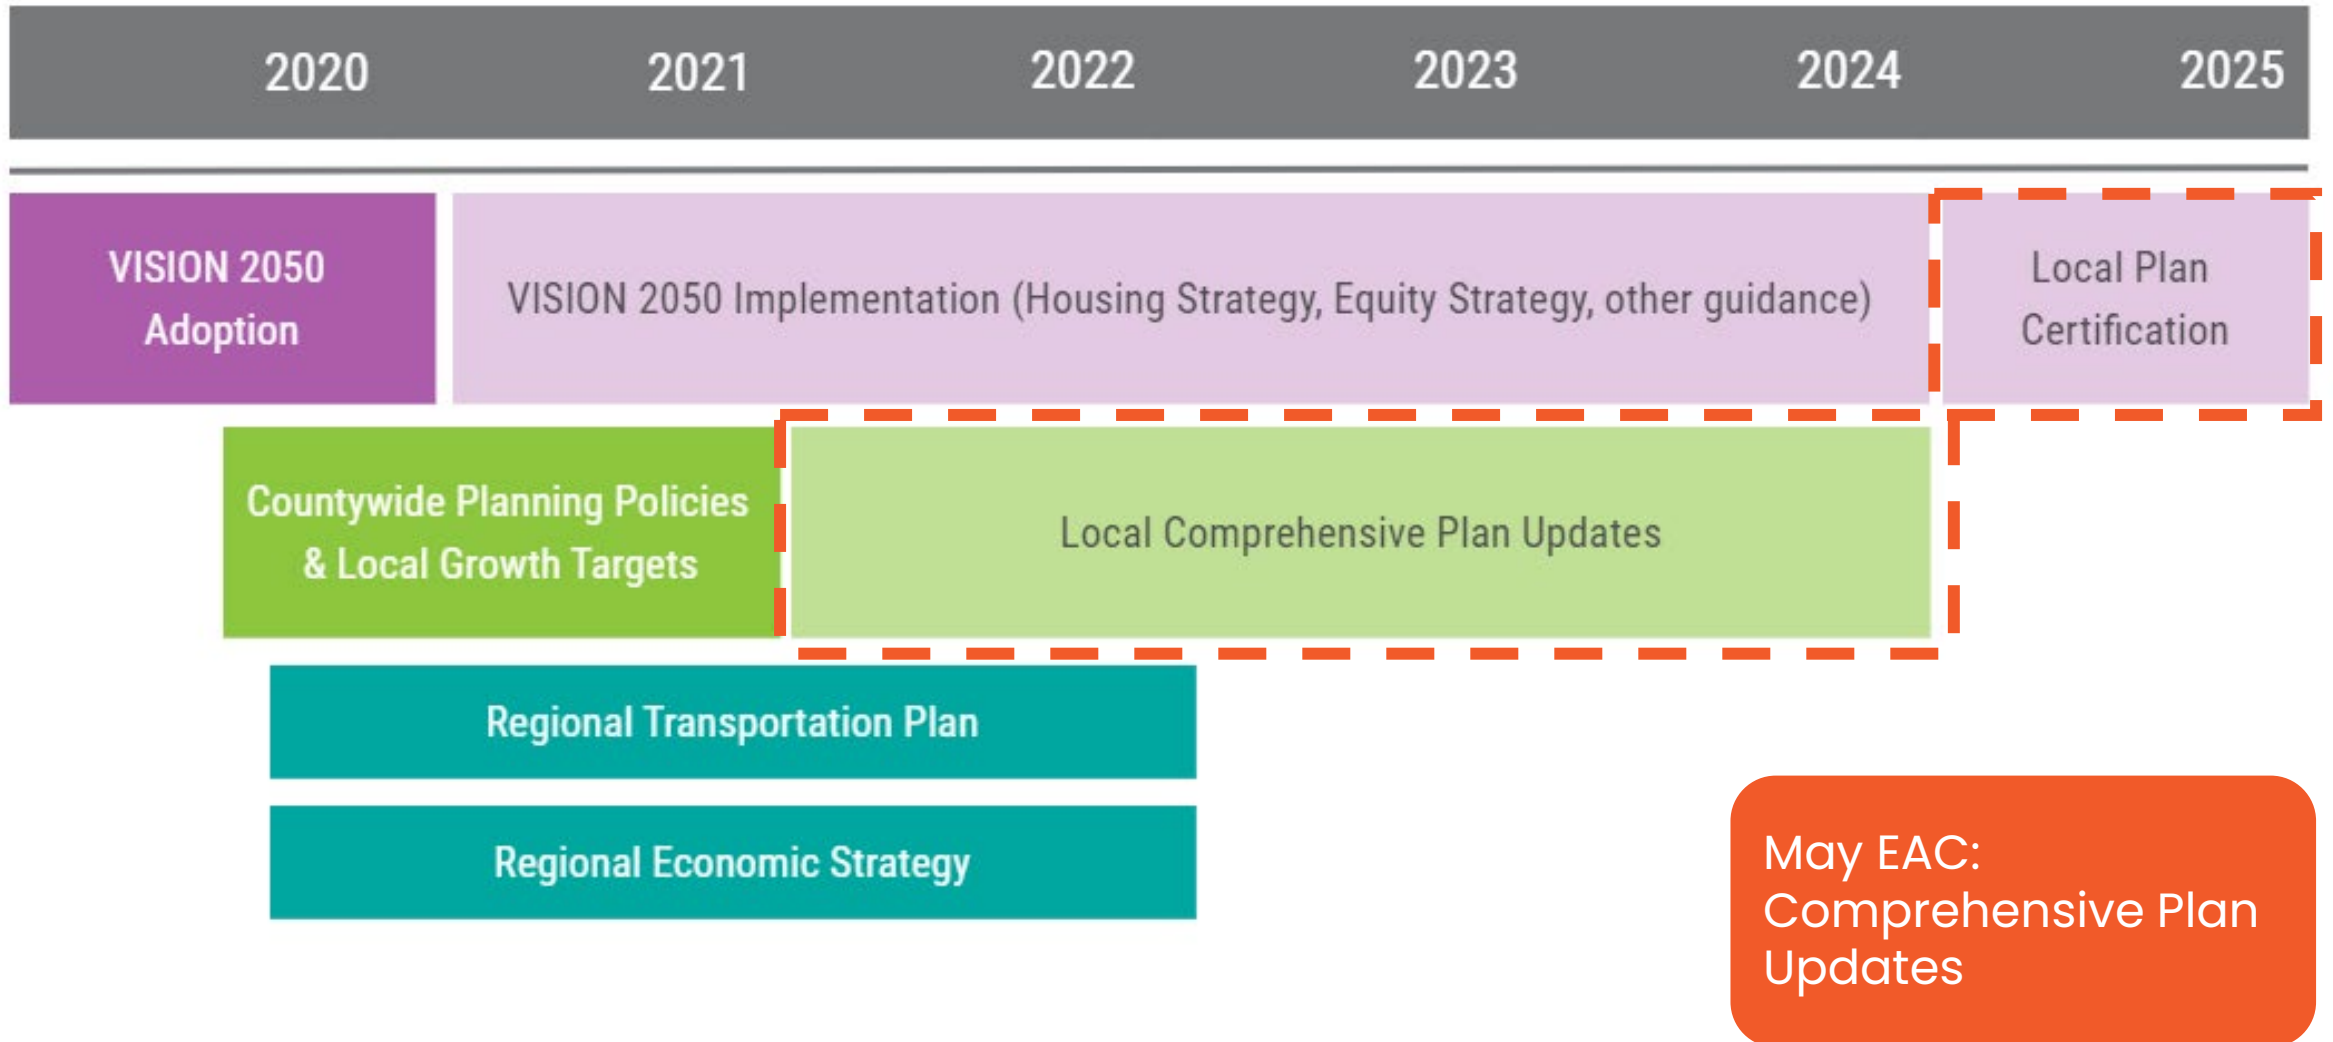 2020 2021 2022 2023 2024 2025
VISION 2050
Adoption
VISION 2050 Implementation (Housing Strategy, Equity Strategy, other guidance)
Local Plan
Certification
Countywide Planning Policies
& Local Growth Targets
Local Comprehensive Plan Updates
Regional Transportation Plan
Regional Economic Strategy
May EAC:
Comprehensive Plan
Updates